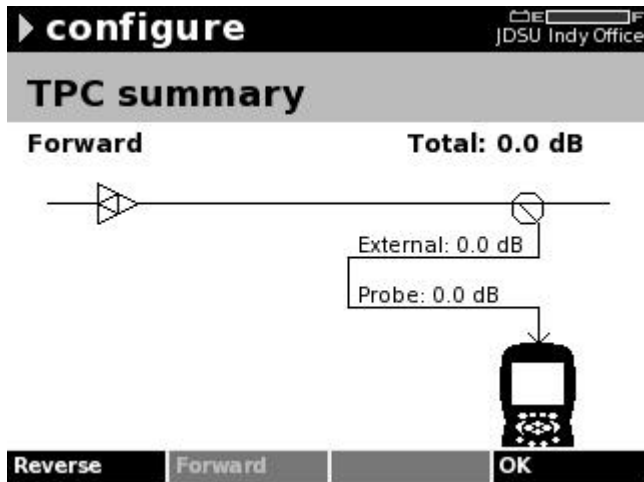 configure
E F
JDSU Indy Office
TPC summary
Forward Total: 0.0 dB
External: 0.0 dB
Probe: 0.0 dB
Reverse Forward OK